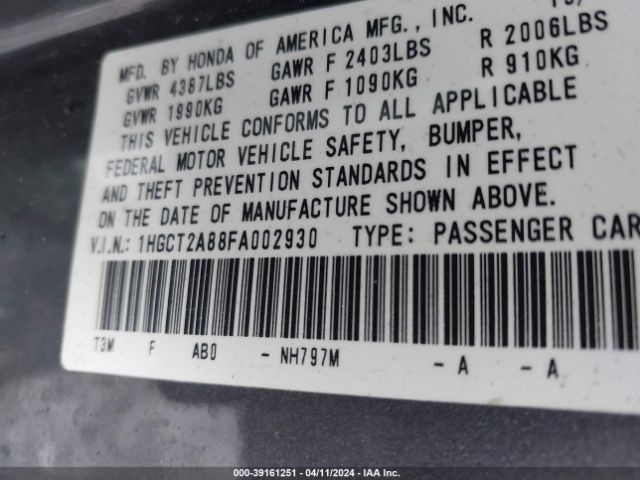 MFD. BY HONDA OF AMERICA MFG., INC.
GVWR 4387LBS GAWR F 2403LBS R 2006LBS
GVWR 1990KG GAWR F 1090KG R 910KG
THIS VEHICLE CONFORMS TO ALL APPLICABLE
FEDERAL MOTOR VEHICLE SAFETY, BUMPER,
AND THEFT PREVENTION STANDARDS IN EFFECT
ON THE DATE OF MANUFACTURE SHOWN ABOVE.
V.I.N.: 1HGCT2A88FA002930 TYPE: PASSENGER CAR
T3M F AB0 - NH797M - A - A
000-39161251 | 04/11/2024 | IAA Inc.